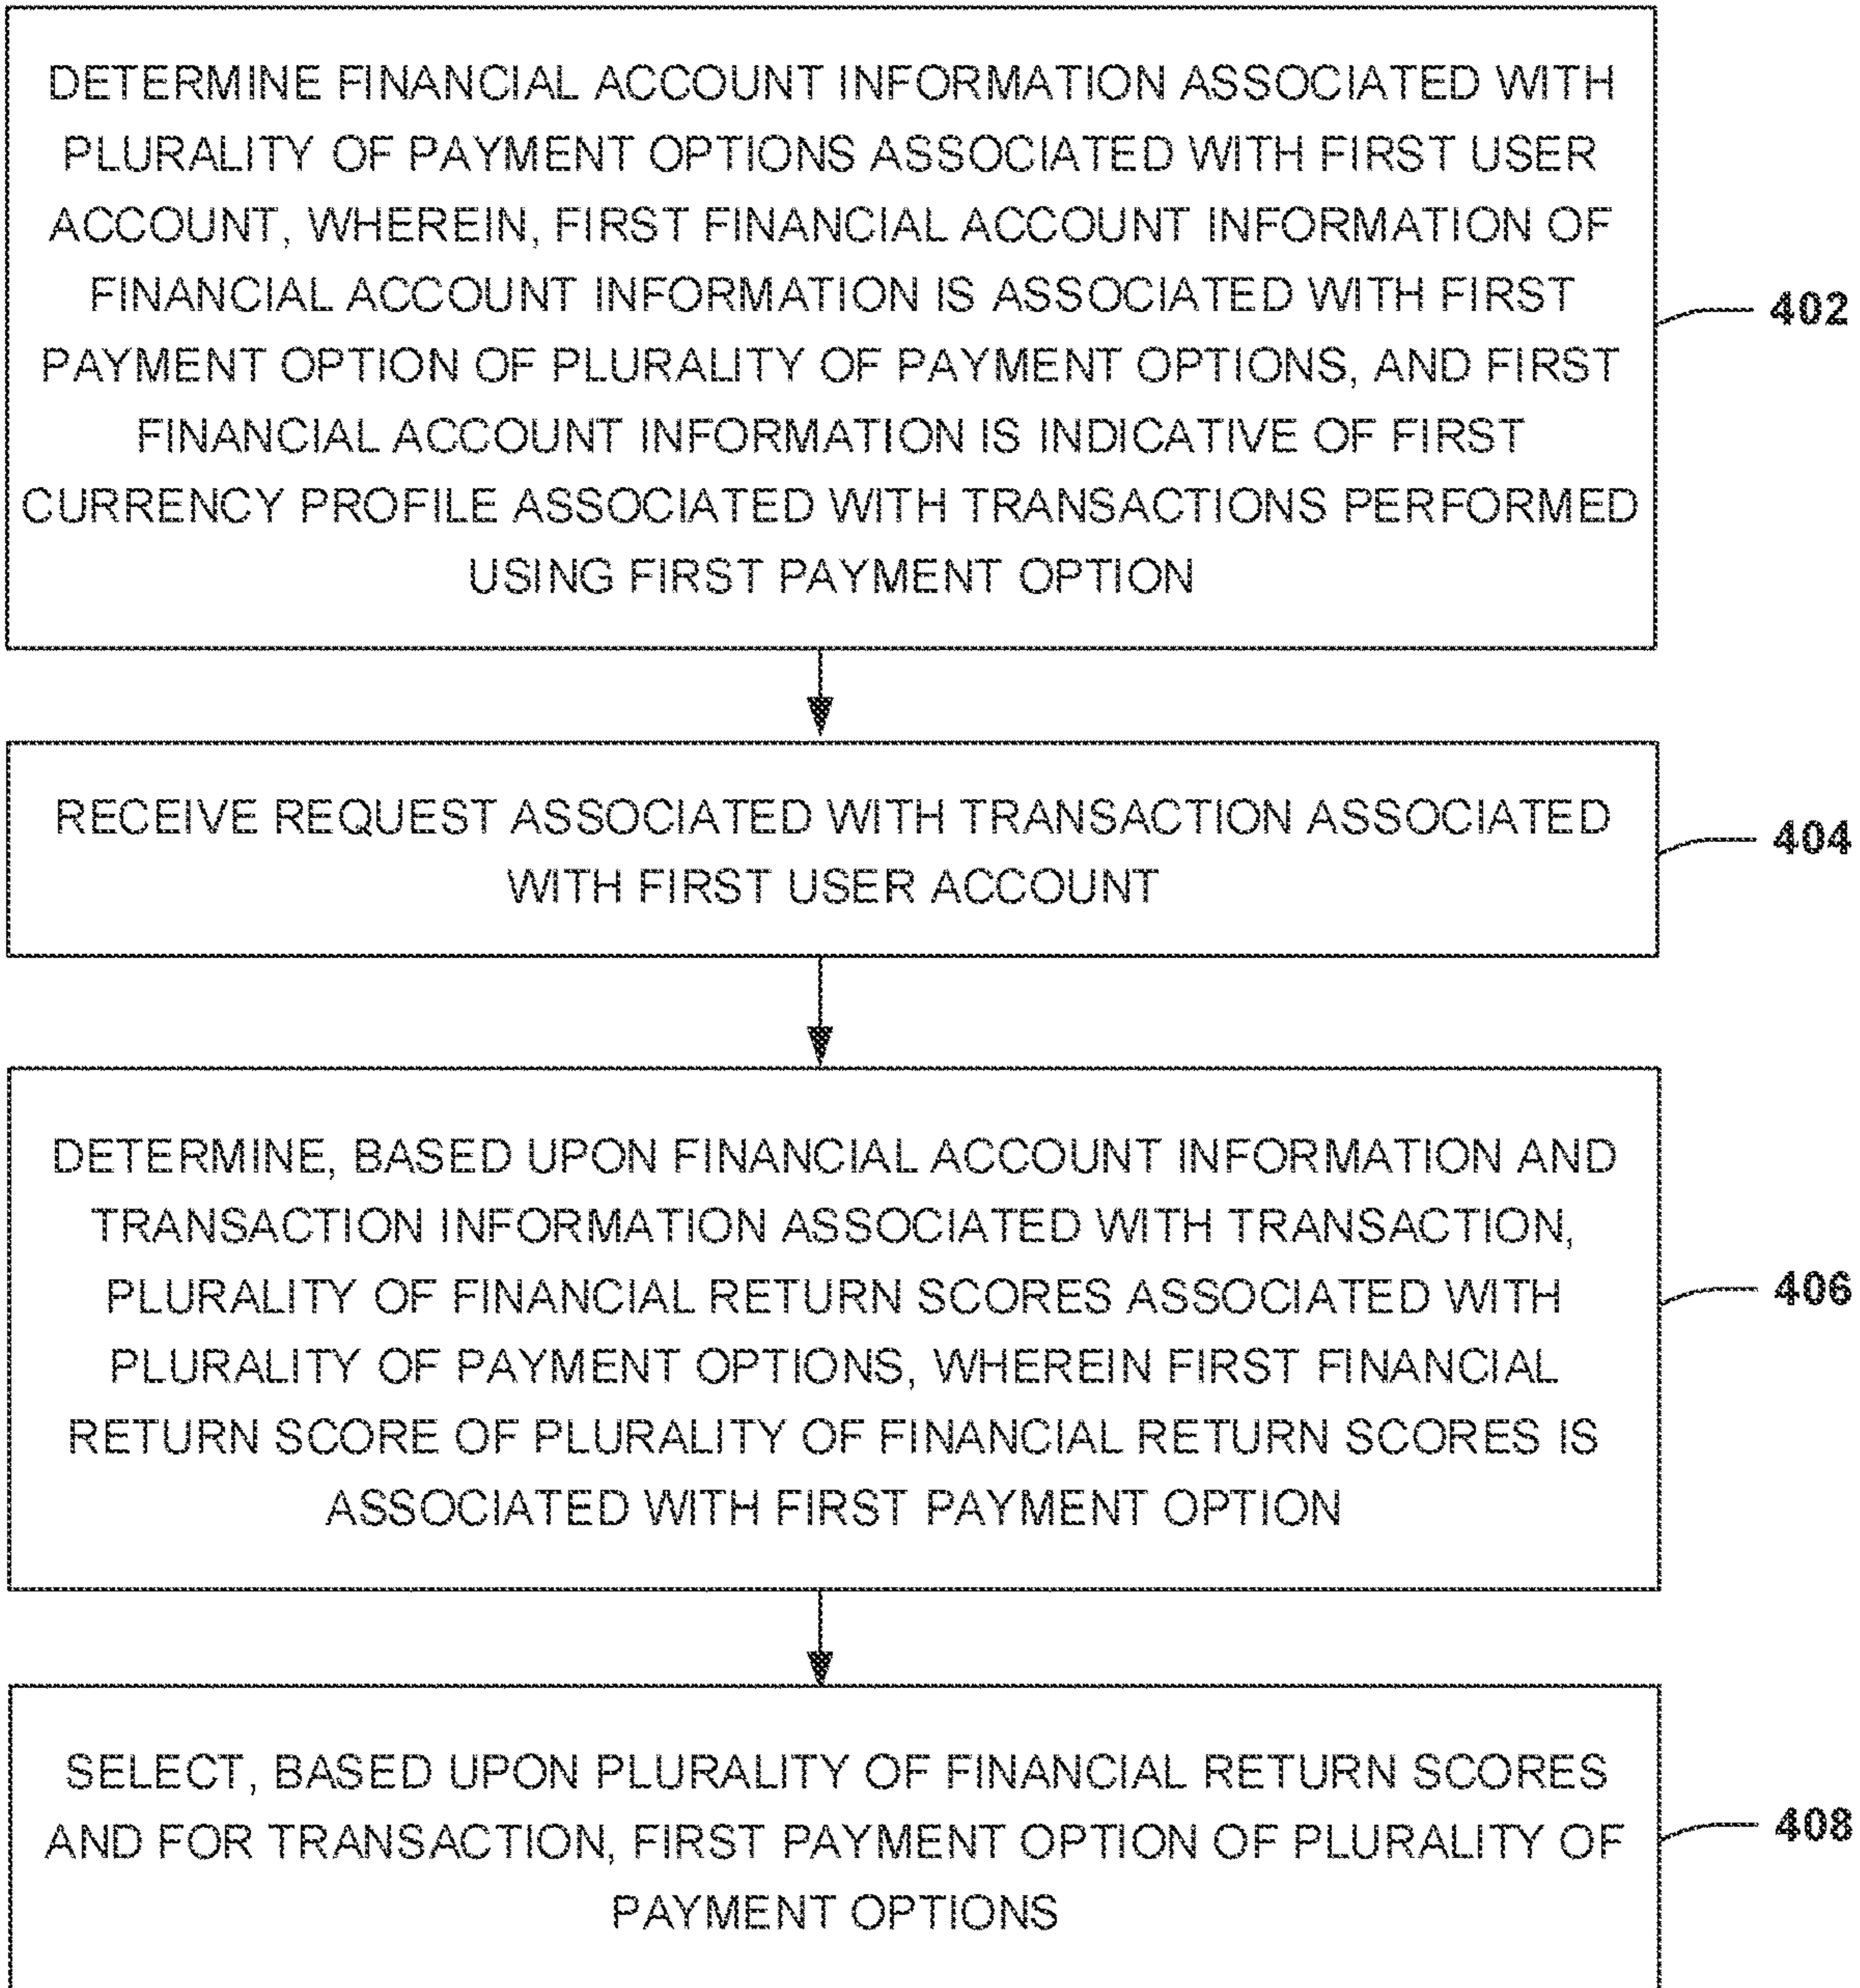 DETERMINE FINANCIAL ACCOUNT INFORMATION ASSOCIATED WITH
PLURALITY OF PAYMENT OPTIONS ASSOCIATED WITH FIRST USER
ACCOUNT, WHEREIN, FIRST FINANCIAL ACCOUNT INFORMATION OF
FINANCIAL ACCOUNT INFORMATION IS ASSOCIATED WITH FIRST
PAYMENT OPTION OF PLURALITY OF PAYMENT OPTIONS, AND FIRST
FINANCIAL ACCOUNT INFORMATION IS INDICATIVE OF FIRST
CURRENCY PROFILE ASSOCIATED WITH TRANSACTIONS PERFORMED
USING FIRST PAYMENT OPTION
402
RECEIVE REQUEST ASSOCIATED WITH TRANSACTION ASSOCIATED
WITH FIRST USER ACCOUNT
404
DETERMINE, BASED UPON FINANCIAL ACCOUNT INFORMATION AND
TRANSACTION INFORMATION ASSOCIATED WITH TRANSACTION,
PLURALITY OF FINANCIAL RETURN SCORES ASSOCIATED WITH
PLURALITY OF PAYMENT OPTIONS, WHEREIN FIRST FINANCIAL
RETURN SCORE OF PLURALITY OF FINANCIAL RETURN SCORES IS
ASSOCIATED WITH FIRST PAYMENT OPTION
406
SELECT, BASED UPON PLURALITY OF FINANCIAL RETURN SCORES
AND FOR TRANSACTION, FIRST PAYMENT OPTION OF PLURALITY OF
PAYMENT OPTIONS
408